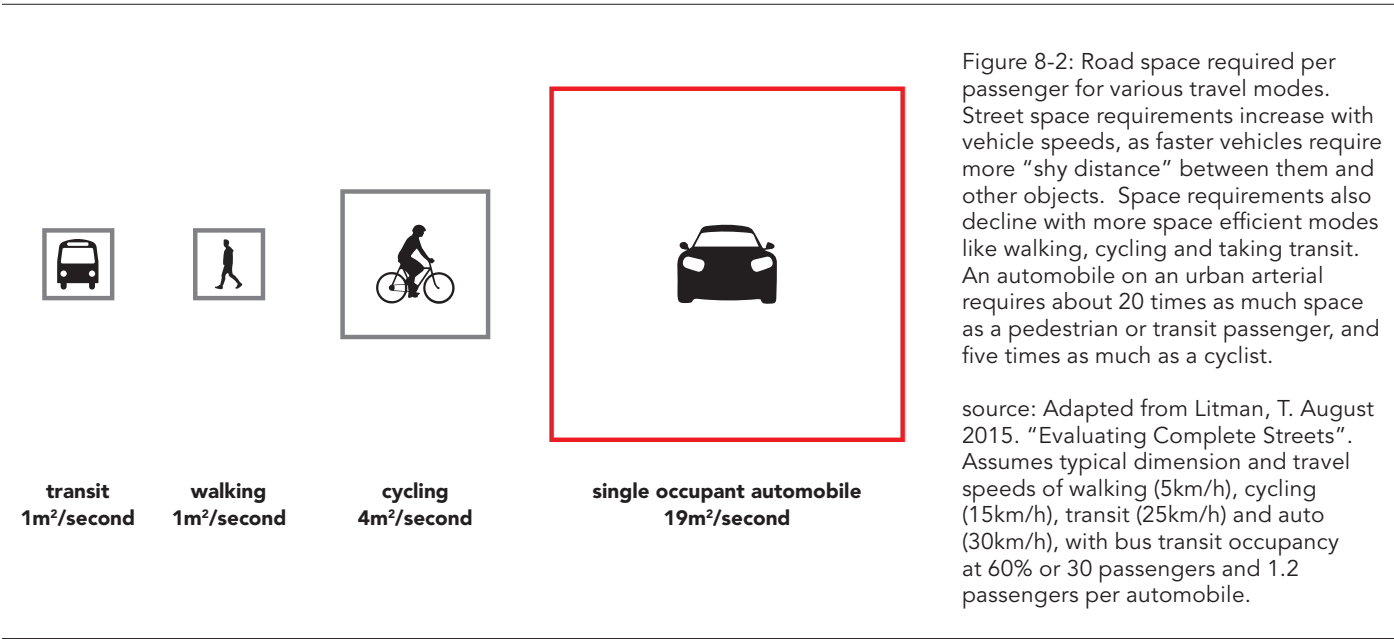 Figure 8-2: Road space required per
passenger for various travel modes.
Street space requirements increase with
vehicle speeds, as faster vehicles require
more “shy distance” between them and
other objects.  Space requirements also
decline with more space efficient modes
like walking, cycling and taking transit.
An automobile on an urban arterial
requires about 20 times as much space
as a pedestrian or transit passenger, and
five times as much as a cyclist.
source: Adapted from Litman, T. August
2015. “Evaluating Complete Streets”.
Assumes typical dimension and travel
speeds of walking (5km/h), cycling
(15km/h), transit (25km/h) and auto
(30km/h), with bus transit occupancy
at 60% or 30 passengers and 1.2
passengers per automobile.
transit
1m²/second
walking
1m²/second
cycling
4m²/second
single occupant automobile
19m²/second